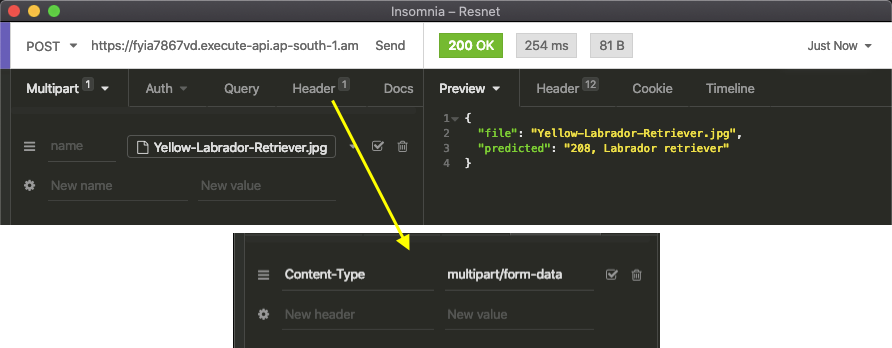 Insomnia – Resnet
POST https://fyia7867vd.execute-api.ap-south-1.am Send 200 OK 254 ms 81 B Just Now
Multipart 1 Auth Query Header 1 Docs Preview Header 12 Cookie Timeline
1 {
name Yellow-Labrador-Retriever.jpg 2 "file": "Yellow-Labrador-Retriever.jpg",
3 "predicted": "208, Labrador retriever"
4 }
New name New value
Content-Type multipart/form-data
New header New value